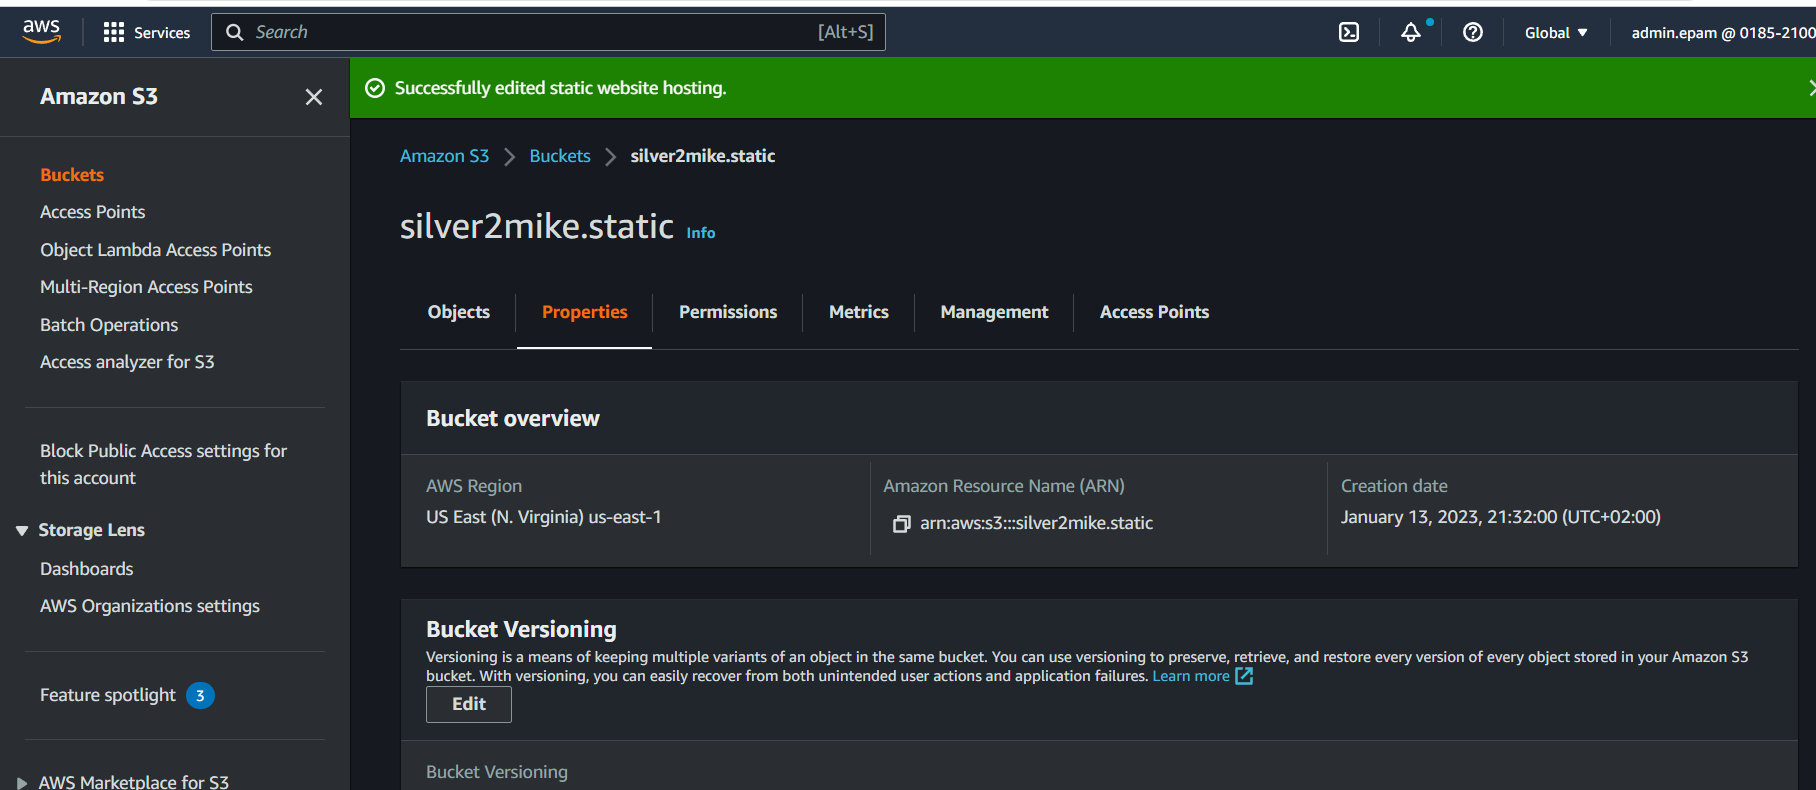 aws
Services
Search
[Alt+S]
Global
admin.epam @ 0185-2100
Amazon S3
Successfully edited static website hosting.
Amazon S3
Buckets
silver2mike.static
silver2mike.static Info
Buckets
Access Points
Object Lambda Access Points
Multi-Region Access Points
Batch Operations
Access analyzer for S3
Block Public Access settings for
this account
Storage Lens
Dashboards
AWS Organizations settings
Feature spotlight 3
AWS Marketplace for S3
Objects
Properties
Permissions
Metrics
Management
Access Points
Bucket overview
AWS Region
US East (N. Virginia) us-east-1
Amazon Resource Name (ARN)
arn:aws:s3:::silver2mike.static
Creation date
January 13, 2023, 21:32:00 (UTC+02:00)
Bucket Versioning
Versioning is a means of keeping multiple variants of an object in the same bucket. You can use versioning to preserve, retrieve, and restore every version of every object stored in your Amazon S3
bucket. With versioning, you can easily recover from both unintended user actions and application failures. Learn more
Edit
Bucket Versioning